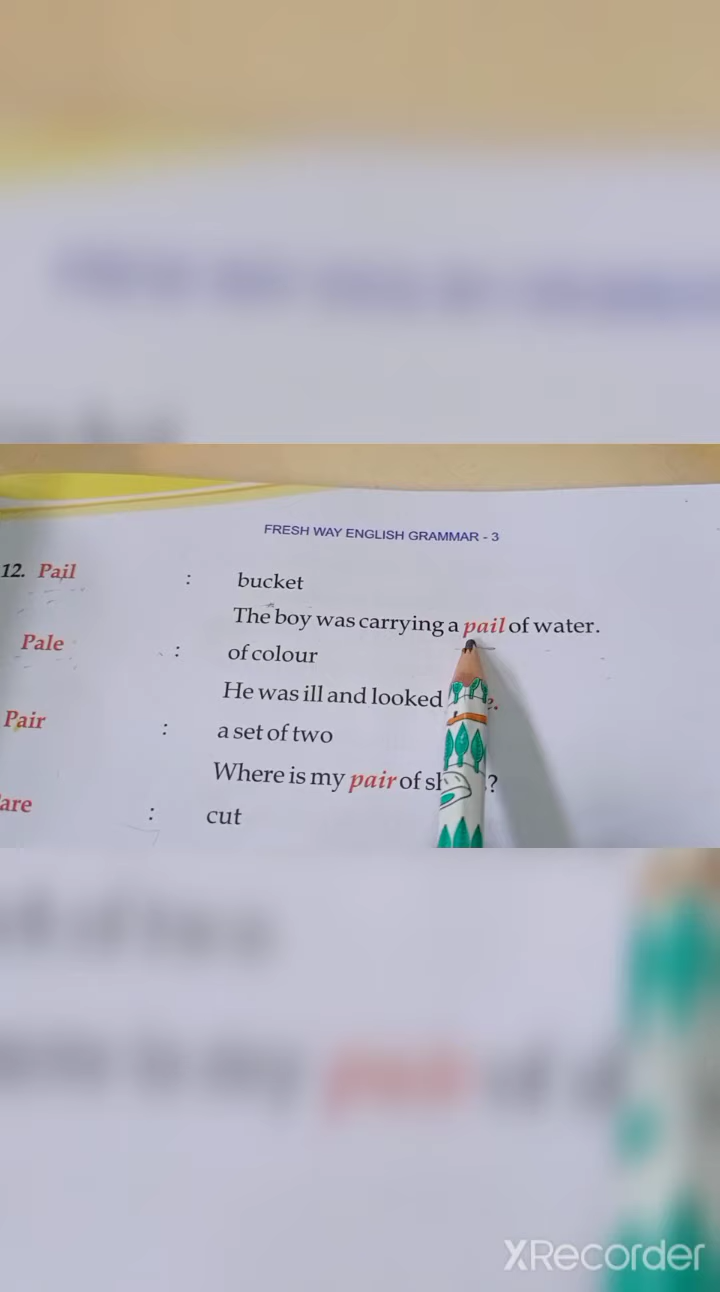 FRESH WAY ENGLISH GRAMMAR - 3
12. Pail : bucket
The boy was carrying a pail of water.
Pale : of colour
He was ill and looked
Pair : a set of two
Where is my pair of ?
: cut
XRecorder